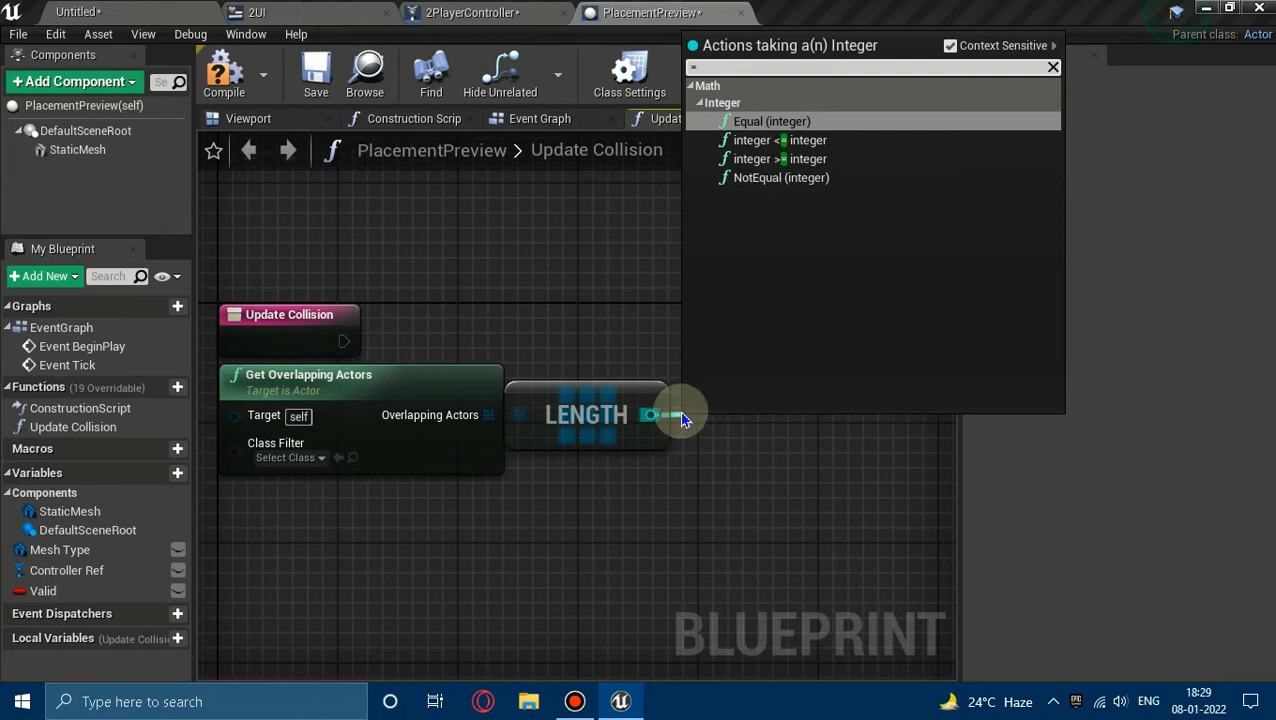 Untitled*
2UI
2PlayerController*
PlacementPreview*
File Edit Asset View Debug Window Help
Parent class: Actor
Components
+Add Component
Se
PlacementPreview(self)
DefaultSceneRoot
StaticMesh
My Blueprint
+Add New
Search
Graphs
EventGraph
Event BeginPlay
Event Tick
Functions (19 Overridable)
ConstructionScript
Update Collision
Macros
Variables
Components
StaticMesh
DefaultSceneRoot
Mesh Type
Controller Ref
Valid
Event Dispatchers
Local Variables (Update Collisio
Compile
Save
Browse
Find
Hide Unrelated
Class Settings
Viewport
Construction Scrip
Event Graph
Updat
PlacementPreview > Update Collision
Update Collision
Get Overlapping Actors
Target is Actor
Target self
Overlapping Actors
Class Filter
Select Class
LENGTH
Actions taking a(n) Integer
Context Sensitive
=
Math
Integer
Equal (integer)
integer <= integer
integer >= integer
NotEqual (integer)
BLUEPRINT
Type here to search
24°C Haze
ENG
18:29
08-01-2022